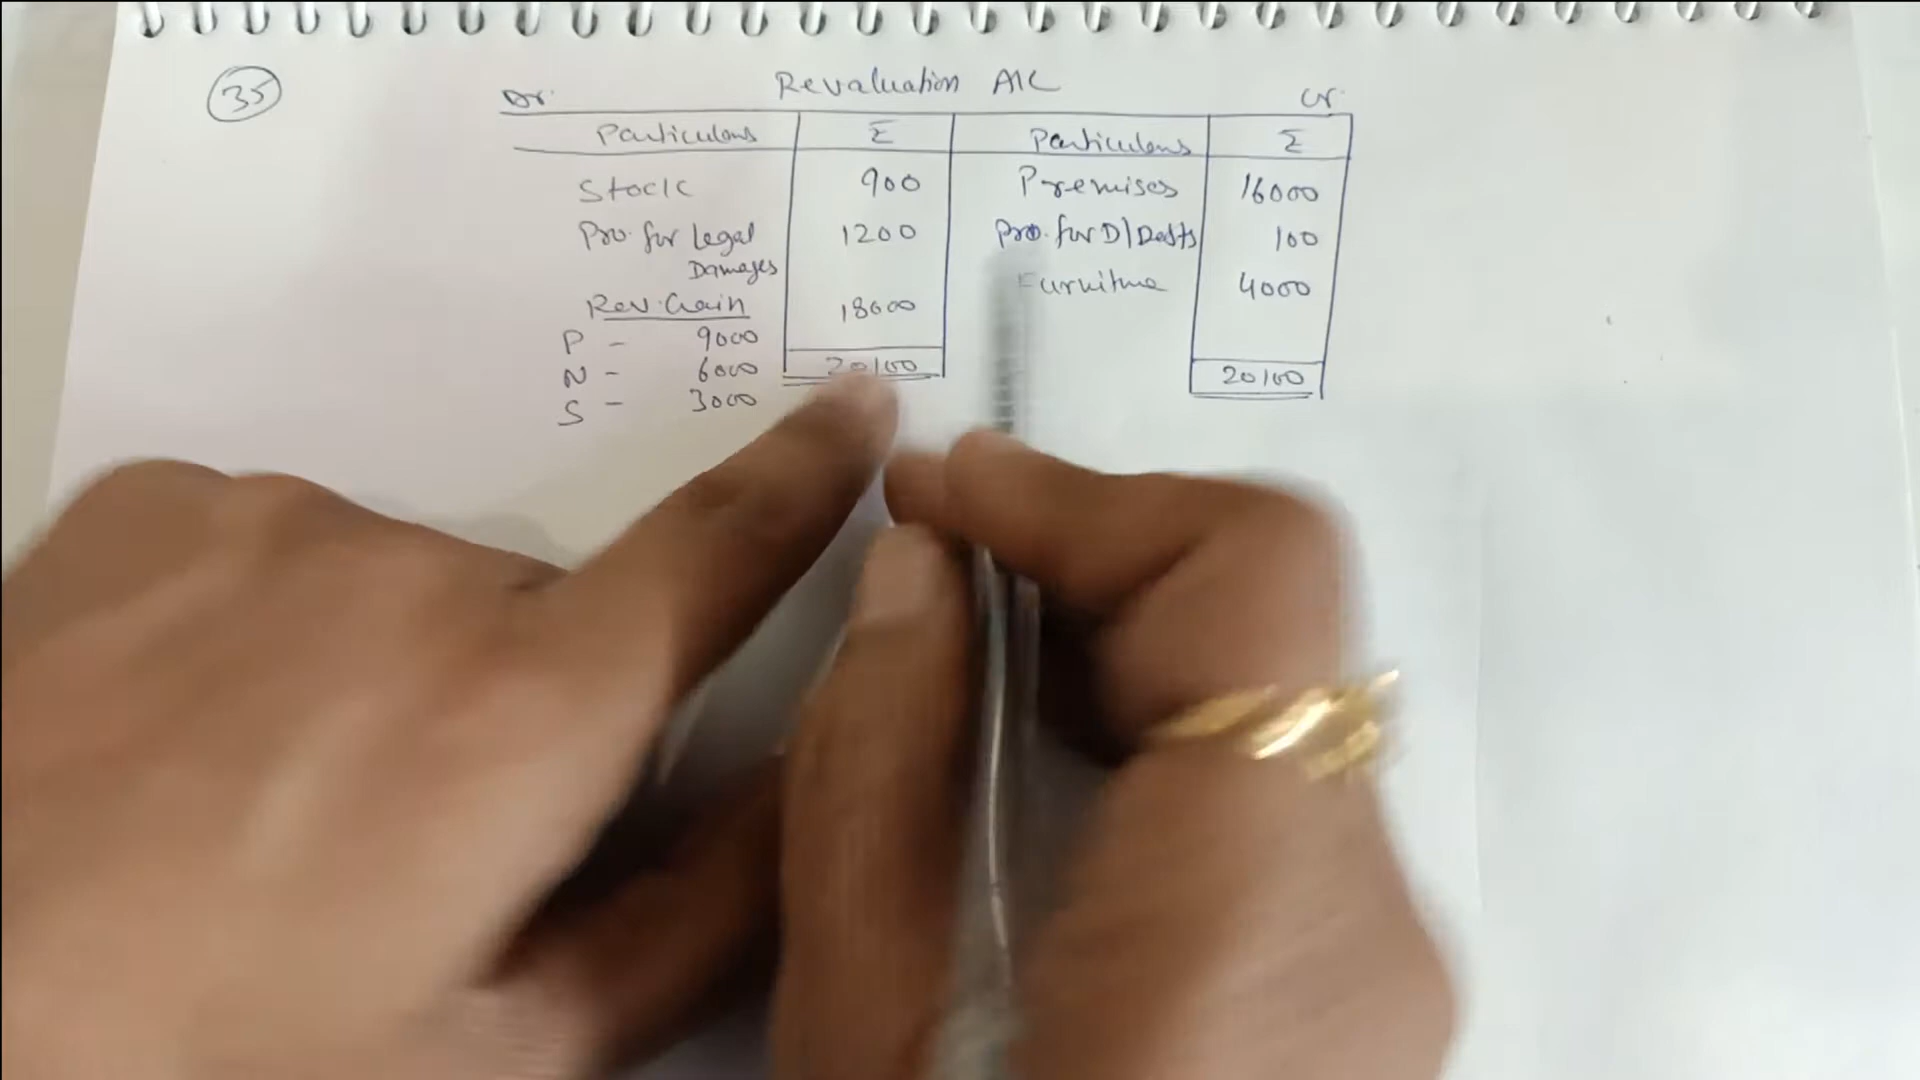 35
Revaluation A/C
Dr. Cr.
Particulars ₹ Particulars ₹
Stock 900 Premises 16000
Pro. for Legal 1200 Pro. for D/Debts 100
Damages
Furniture 4000
Rev. Gain 18000
P - 9000
N - 6000 20100 20100
S - 3000